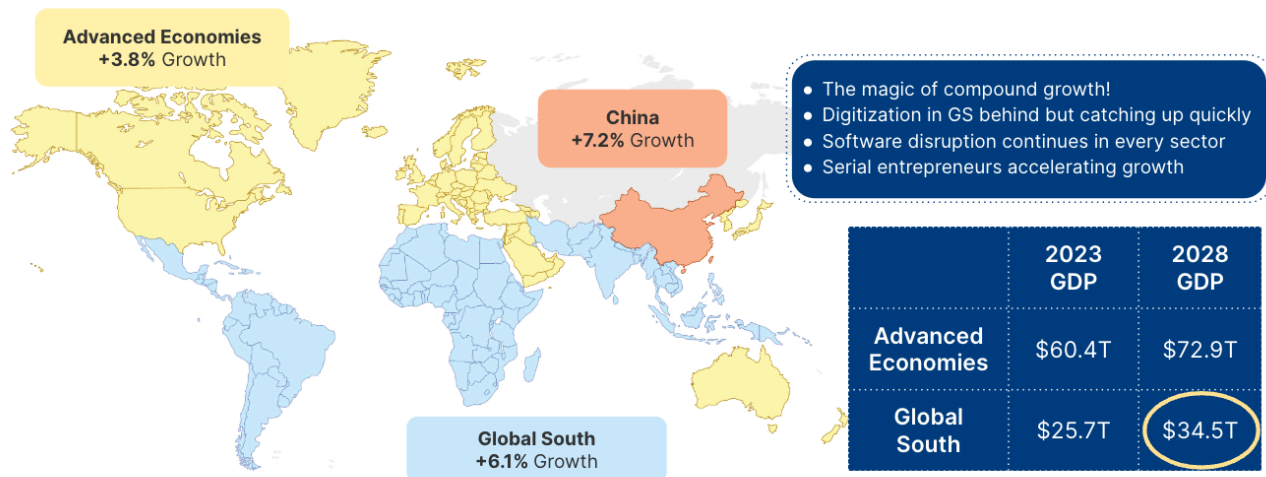 Advanced Economies
+3.8% Growth
China
+7.2% Growth
Global South
+6.1% Growth
● The magic of compound growth!
● Digitization in GS behind but catching up quickly
● Software disruption continues in every sector
● Serial entrepreneurs accelerating growth
2023 GDP
2028 GDP
Advanced Economies
$60.4T
$72.9T
Global South
$25.7T
$34.5T